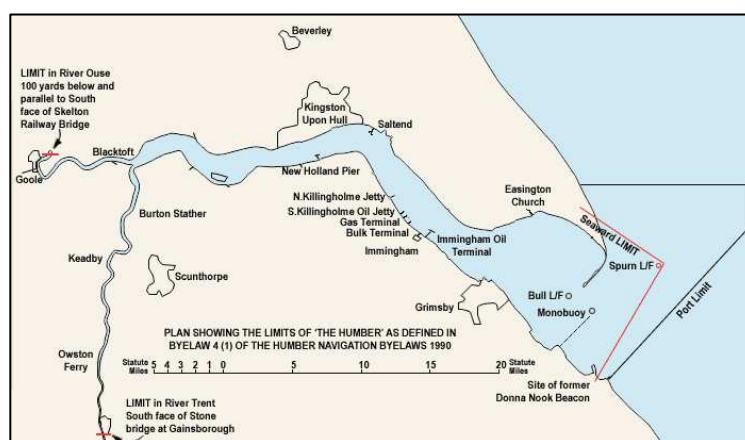 Beverley
LIMIT in River Ouse
100 yards below and
parallel to South
face of Skelton
Railway Bridge
Kingston
Upon Hull
Saltend
Blacktoft
Goole
New Holland Pier
Easington
Church
N.Killingholme Jetty
S.Killingholme Oil Jetty
Gas Terminal
Bulk Terminal
Immingham
Immingham Oil
Terminal
Burton Stather
Seaward LIMIT
Spurn L/F
Keadby
Scunthorpe
Grimsby
Bull L/F
Monobuoy
Port Limit
PLAN SHOWING THE LIMITS OF 'THE HUMBER' AS DEFINED IN
BYELAW 4 (1) OF THE HUMBER NAVIGATION BYELAWS 1990
Owston
Ferry
Statute
Miles
5 4 3 2 1 0 5 10 15 20
Statute
Miles
Site of former
Donna Nook Beacon
LIMIT in River Trent
South face of Stone
bridge at Gainsborough